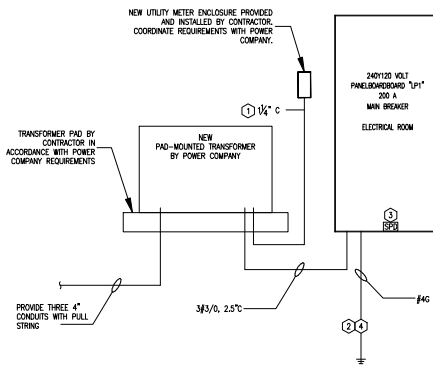 NEW UTILITY METER ENCLOSURE PROVIDED
AND INSTALLED BY CONTRACTOR.
COORDINATE REQUIREMENTS WITH POWER
COMPANY.
240Y120 VOLT
PANELBOARDBOARD "LP1"
200 A
MAIN BREAKER
ELECTRICAL ROOM
1 1¼" C
TRANSFORMER PAD BY
CONTRACTOR IN
ACCORDANCE WITH POWER
COMPANY REQUIREMENTS
NEW
PAD-MOUNTED TRANSFORMER
BY POWER COMPANY
3
SPD
PROVIDE THREE 4"
CONDUITS WITH PULL
STRING
3#3/0, 2.5"C
#4G
2 4